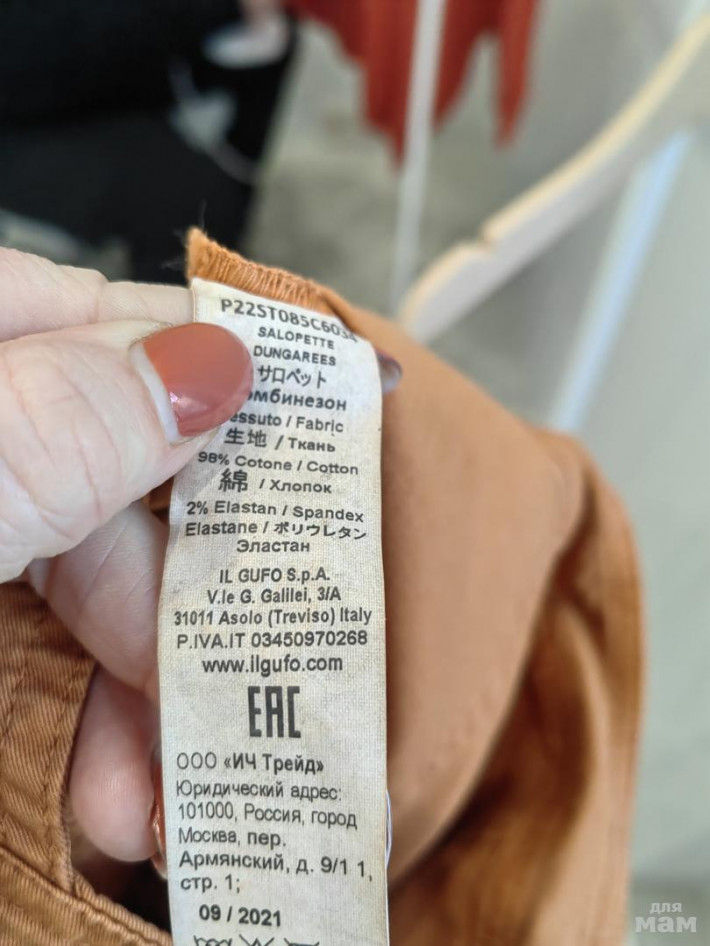 P22ST085C6034
SALOPETTE
DUNGAREES
サロペット
омбинезон
essuto / Fabric
生地 / Ткань
98% Cotone / Cotton
綿 / Хлопок
2% Elastan / Spandex
Elastane / ポリウレタン
Эластан
IL GUFO S.p.A.
V.le G. Galilei, 3/A
31011 Asolo (Treviso) Italy
P.IVA.IT 03450970268
www.ilgufo.com
EAC
ООО «ИЧ Трейд»
Юридический адрес:
101000, Россия, город
Москва, пер.
Армянский, д. 9/1 1,
стр. 1;
09 / 2021
для
мам